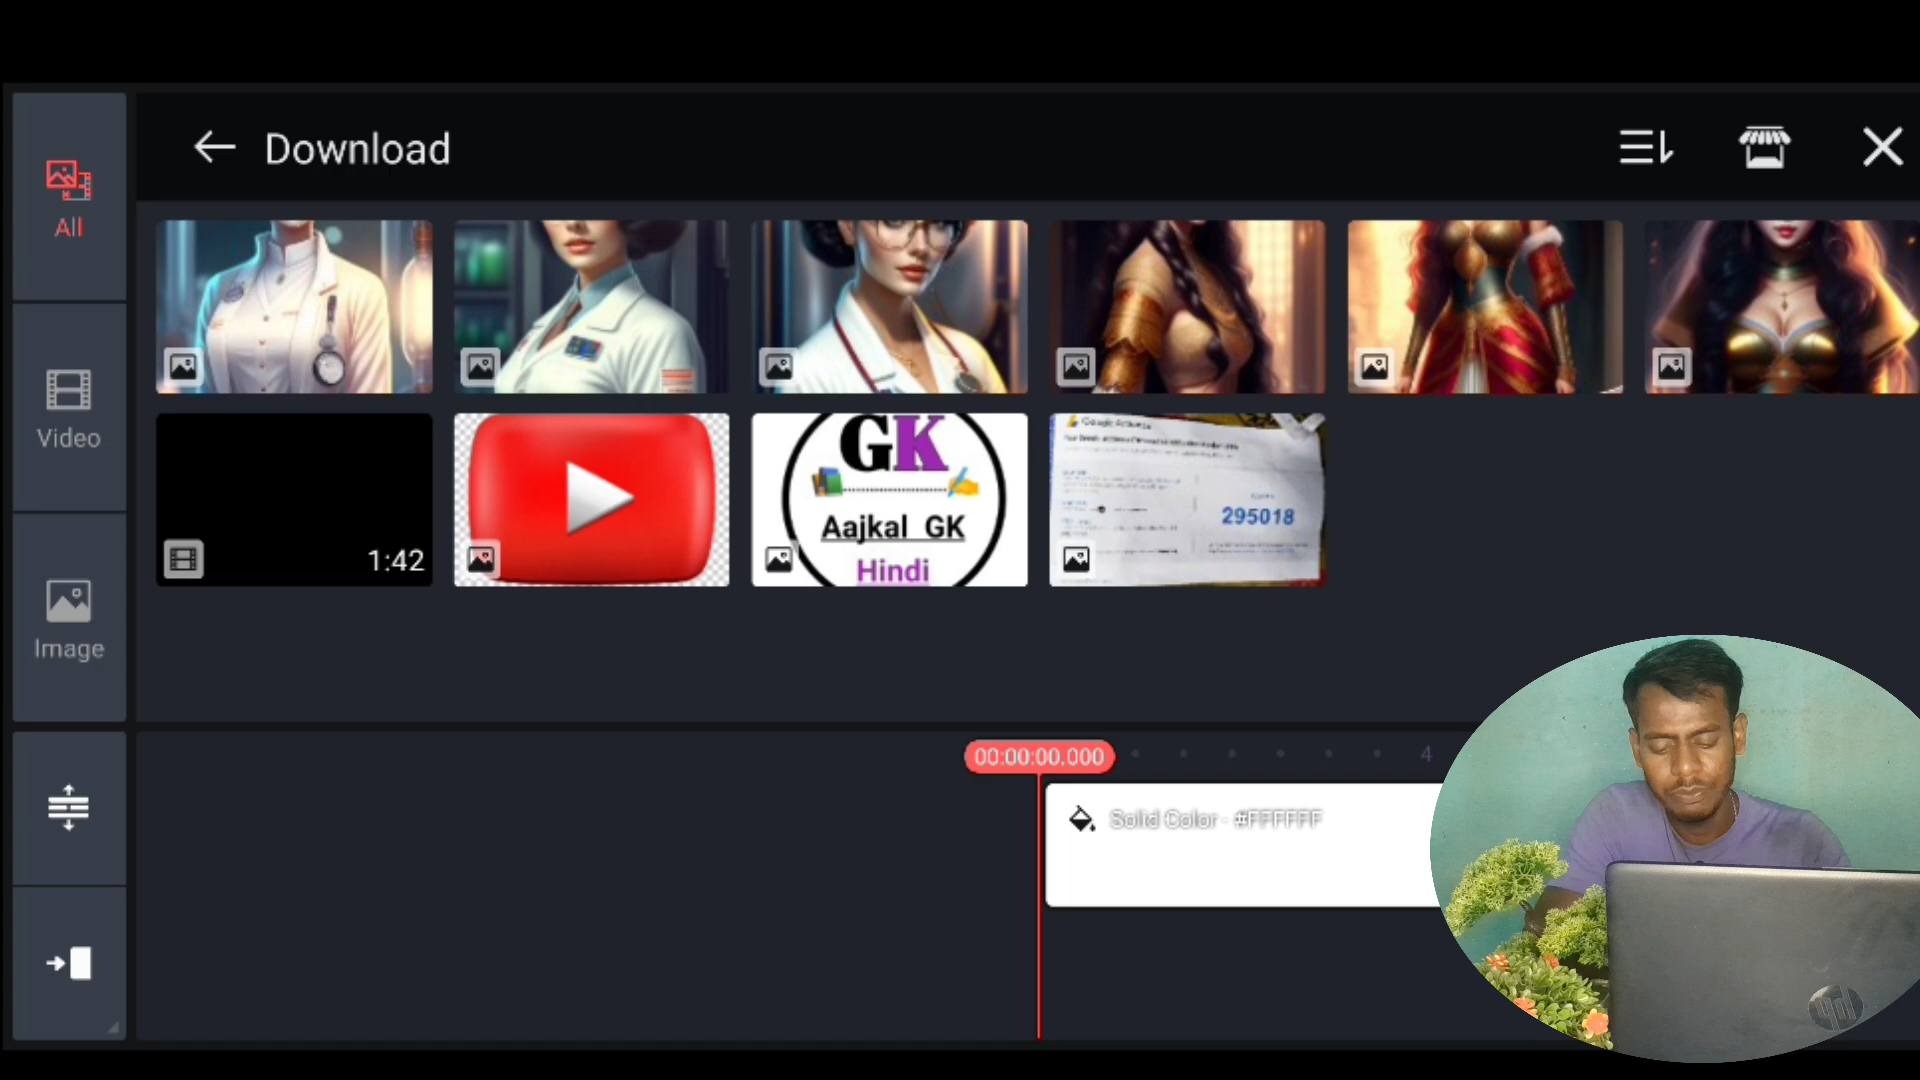 Download
All
Video
Image
1:42
GK
Aajkal GK
Hindi
295018
00:00:00.000
4
Solid Color - #FFFFFF
hp